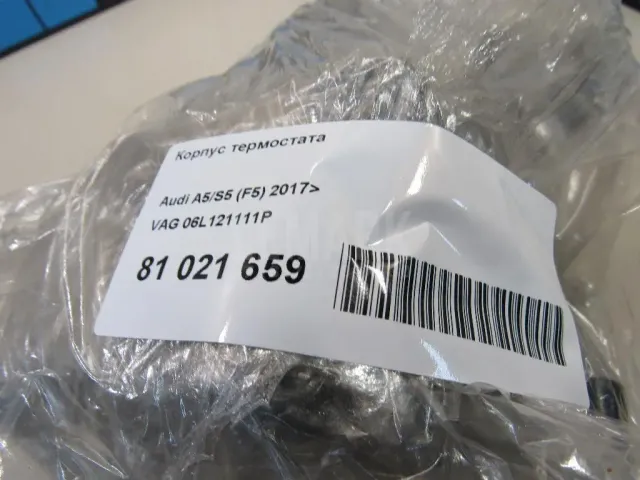 Корпус термостата
Audi A5/S5 (F5) 2017>
VAG 06L121111P
81 021 659